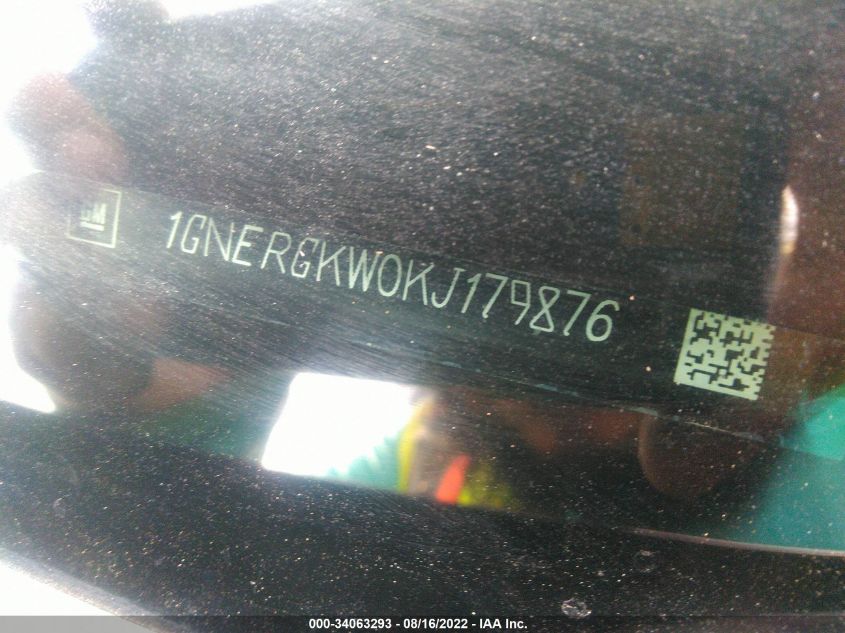 GM
1GNERGKW0KJ179876
000-34063293 - 08/16/2022 - IAA Inc.